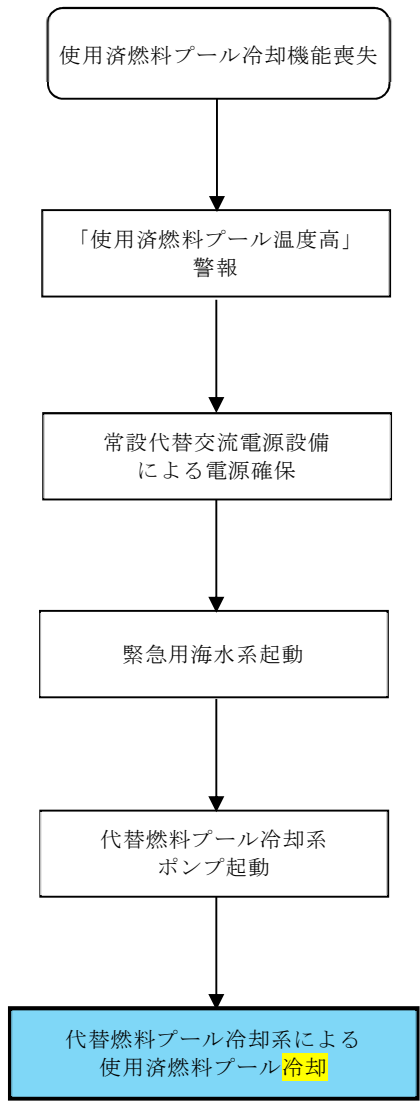 使用済燃料プール冷却機能喪失
「使用済燃料プール温度高」
警報
常設代替交流電源設備
による電源確保
緊急用海水系起動
代替燃料プール冷却系
ポンプ起動
代替燃料プール冷却系による
使用済燃料プール冷却